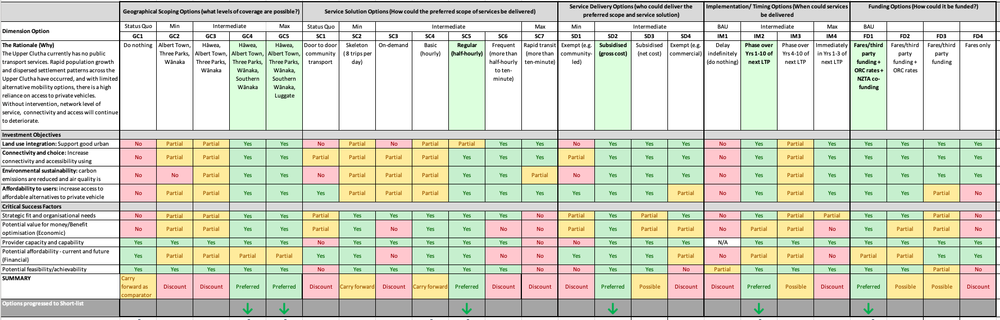 Geographical Scoping Options (what levels of coverage are possible?)
Service Solution Options (How could the preferred scope of services be delivered)
Service Delivery Options (who could deliver the
preferred scope and service solution)
Implementation/ Timing Options (When could services
be delivered
Funding Options (How could it be funded?)
Dimension Option
Status Quo Min Intermediate Max Status Quo Min Intermediate Max Min Intermediate BAU Intermediate Max BAU
GC1 GC2 GC3 GC4 GC5 SC1 SC2 SC3 SC4 SC5 SC6 SC7 SD1 SD2 SD3 SD4 IM1 IM2 IM3 IM4 FD1 FD2 FD3 FD4
The Rationale (Why)
The Upper Clutha currently has no public
transport services. Rapid population growth
and dispersed settlement patterns across the
Upper Clutha have occurred, and with limited
alternative mobility options, there is a high
reliance on access to private vehicles.
Without intervention, network level of
service, connectivity and access will continue
to deteriorate.
Do nothing
Albert Town,
Three Parks,
Wānaka
Hāwea,
Albert Town,
Three Parks,
Wānaka
Hāwea,
Albert Town,
Three Parks,
Wānaka,
Southern
Wānaka
Hāwea,
Albert Town,
Three Parks,
Wānaka,
Southern
Wānaka,
Luggate
Door to door
community
transport
Skeleton
( 8 trips per
day)
On-demand
Basic
(hourly)
Regular
(half-hourly)
Frequent
(more than
half-hourly
to ten-
minute)
Rapid transit
(more than
ten-minute)
Exempt (e.g.
community-
led)
Subsidised
(gross cost)
Subsidised
(net cost)
Exempt (e.g.
commercial)
Delay
indefinitely
(do nothing)
Phase over
Yrs 1-10 of
next LTP
Phase over
Yrs 4-10 of
next LTP
Immediately
in Yrs 1-3 of
next LTP
Fares/third
party
funding +
ORC rates +
NZTA co-
funding
Fares/third
party
funding +
ORC rates
Fares/third
party
funding
Fares only
Investment Objectives
Land use integration: Support good urban
No Partial Partial Yes Yes No Partial No Partial Partial Yes Yes No Yes Yes Yes No Yes Partial Yes Yes Yes Yes Yes
Connectivity and choice: Increase
connectivity and accessibility using
No Partial Partial Yes Yes Partial Partial Partial Partial Yes Yes Yes Partial Yes Yes Yes No Yes Partial Yes Yes Yes Yes Yes
Environmental sustainability: carbon
emissions are reduced and air quality is
No No Partial Yes Yes No Partial Partial Partial Yes Yes Partial No Yes Yes Yes No Yes Partial Yes Yes Yes Yes Yes
Affordability to users: increase access to
affordable alternatives to private vehicle
No Partial Partial Yes Yes Yes Partial Partial Partial Yes Yes Yes Yes Yes Yes Partial No Yes Partial Yes Yes Yes Partial No
Critical Success Factors
Strategic fit and organisational needs
No Partial Partial Yes Yes Partial Yes Yes Yes Yes Yes No Partial Yes Partial Yes No Yes Partial Partial Yes Yes Partial No
Potential value for money/Benefit
optimisation (Economic)
No Partial Partial Yes Yes Partial Yes No Yes Yes No No Partial Yes Partial Partial No Partial Partial No Yes Partial Partial No
Provider capacity and capability
Yes Yes Yes Yes Yes No Yes Yes Yes Yes Yes No No Yes Yes Yes N/A Yes Yes Yes Yes Yes Yes Yes
Potential affordability - current and future
(Financial)
Yes Partial Partial Partial Partial Yes Yes No Yes Yes No No Yes Yes Yes Partial No Partial Partial No Partial Partial Yes Yes
Potential feasibility/achievability
Yes Yes Yes Yes Yes No Yes Yes Yes Yes Yes No No Yes Yes No Partial Yes Yes Yes Yes Yes Partial No
SUMMARY
Carry
forward as
comparator
Discount Discount Preferred Preferred Discount Carry forward Discount Carry forward Preferred Discount Discount Discount Preferred Possible Discount Discount Preferred Possible Discount Preferred Possible Possible Discount
Options progressed to Short-list